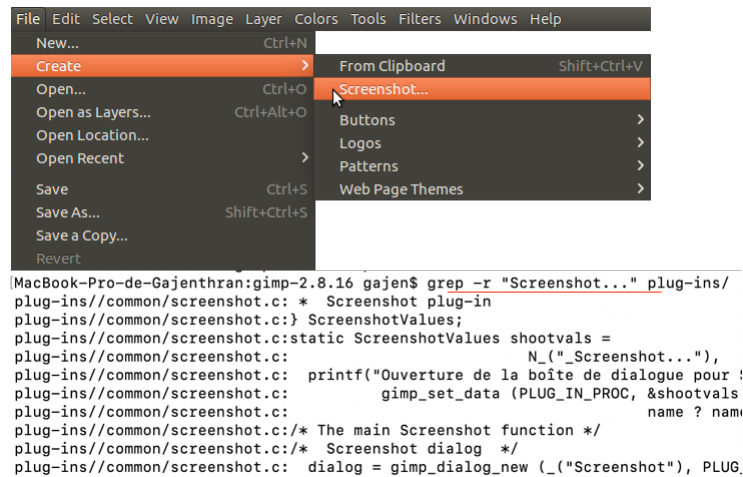 File Edit Select View Image Layer Colors Tools Filters Windows Help
New... Ctrl+N
Create > From Clipboard Shift+Ctrl+V
Open... Ctrl+O Screenshot...
Open as Layers... Ctrl+Alt+O Buttons >
Open Location... Logos >
Open Recent > Patterns >
Save Ctrl+S Web Page Themes >
Save As... Shift+Ctrl+S
Save a Copy...
Revert
[MacBook-Pro-de-Gajenthran:gimp-2.8.16 gajen$ grep -r "Screenshot..." plug-ins/
plug-ins//common/screenshot.c: *  Screenshot plug-in
plug-ins//common/screenshot.c:} ScreenshotValues;
plug-ins//common/screenshot.c:static ScreenshotValues shootvals =
plug-ins//common/screenshot.c:                          N_("_Screenshot..."),
plug-ins//common/screenshot.c:  printf("Ouverture de la boîte de dialogue pour S
plug-ins//common/screenshot.c:          gimp_set_data (PLUG_IN_PROC, &shootvals
plug-ins//common/screenshot.c:                                        name ? name
plug-ins//common/screenshot.c:/* The main Screenshot function */
plug-ins//common/screenshot.c:/*  Screenshot dialog  */
plug-ins//common/screenshot.c:  dialog = gimp_dialog_new (_("Screenshot"), PLUG_